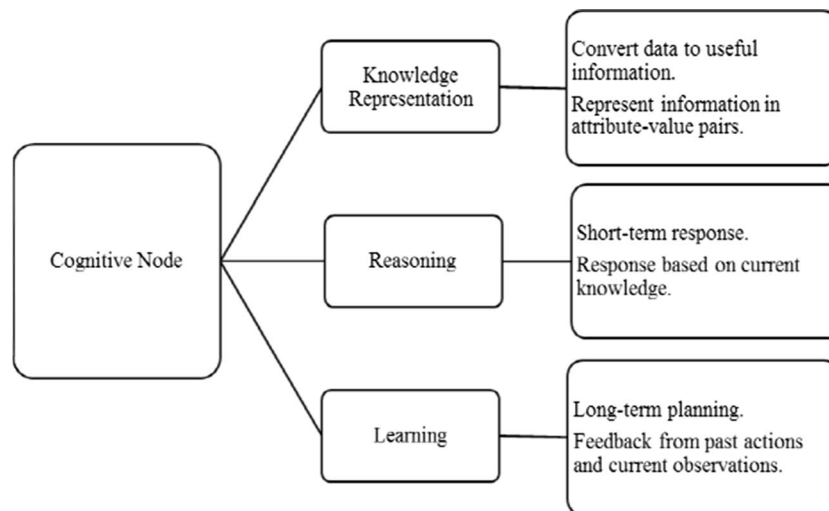 Cognitive Node
Knowledge
Representation
Convert data to useful
information.
Represent information in
attribute-value pairs.
Reasoning
Short-term response.
Response based on current
knowledge.
Learning
Long-term planning.
Feedback from past actions
and current observations.